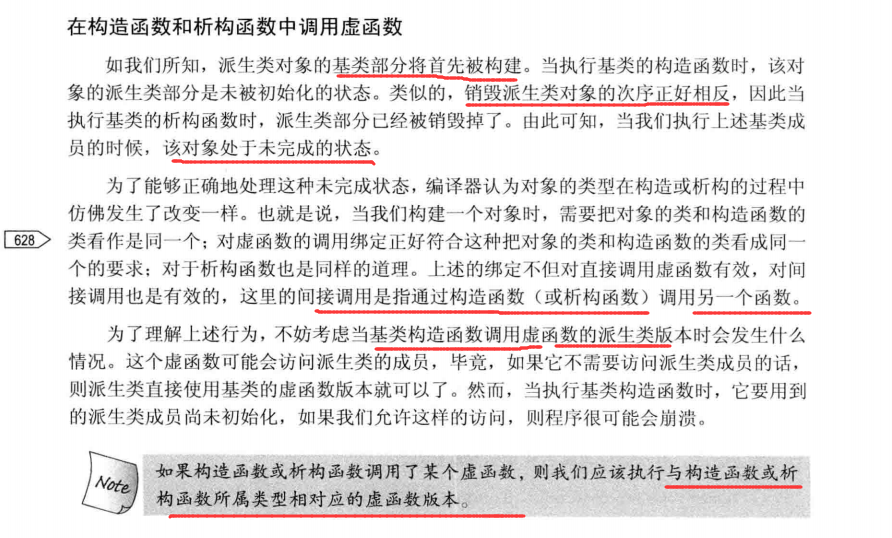 在构造函数和析构函数中调用虚函数
如我们所知，派生类对象的基类部分将首先被构建。当执行基类的构造函数时，该对
象的派生类部分是未被初始化的状态。类似的，销毁派生类对象的次序正好相反，因此当
执行基类的析构函数时，派生类部分已经被销毁掉了。由此可知，当我们执行上述基类成
员的时候，该对象处于未完成的状态。
为了能够正确地处理这种未完成状态，编译器认为对象的类型在构造或析构的过程中
仿佛发生了改变一样。也就是说，当我们构建一个对象时，需要把对象的类和构造函数的
628
类看作是同一个；对虚函数的调用绑定正好符合这种把对象的类和构造函数的类看成同一
个的要求；对于析构函数也是同样的道理。上述的绑定不但对直接调用虚函数有效，对间
接调用也是有效的，这里的间接调用是指通过构造函数（或析构函数）调用另一个函数。
为了理解上述行为，不妨考虑当基类构造函数调用虚函数的派生类版本时会发生什么
情况。这个虚函数可能会访问派生类的成员，毕竟，如果它不需要访问派生类成员的话，
则派生类直接使用基类的虚函数版本就可以了。然而，当执行基类构造函数时，它要用到
的派生类成员尚未初始化，如果我们允许这样的访问，则程序很可能会崩溃。
Note
如果构造函数或析构函数调用了某个虚函数，则我们应该执行与构造函数或析
构函数所属类型相对应的虚函数版本。